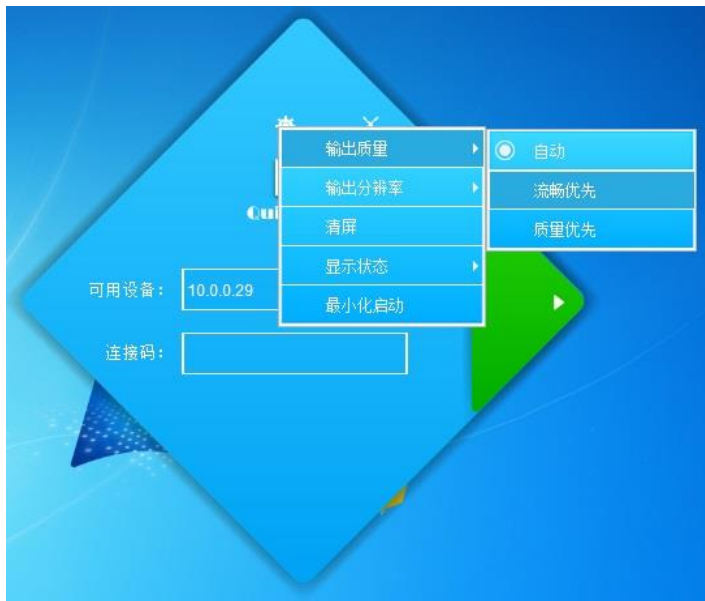 输出质量
自动
输出分辨率
流畅优先
Qui
清屏
质量优先
显示状态
可用设备：
10.0.0.29
最小化启动
连接码：